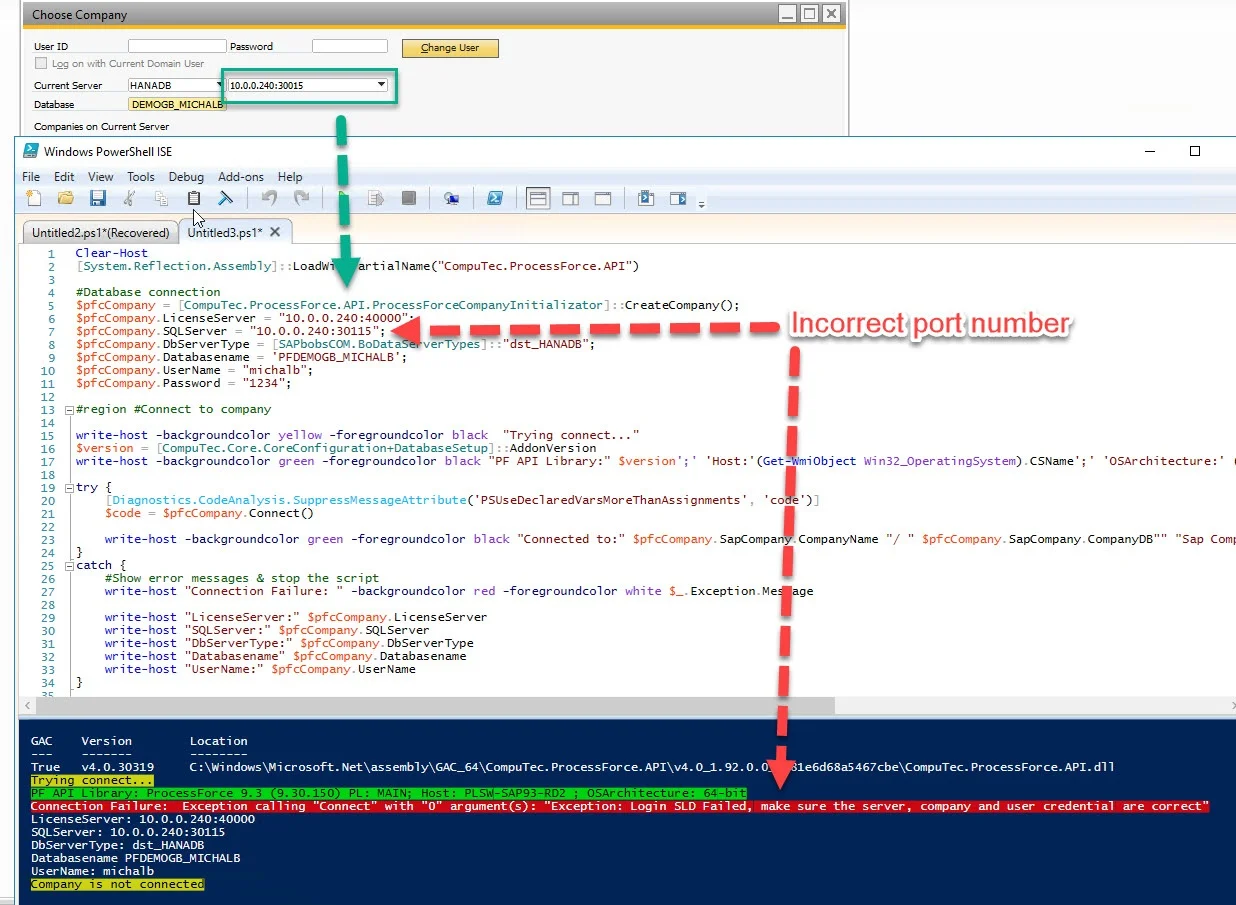 Choose Company
User ID Password Change User
Log on with Current Domain User
Current Server HANADB 10.0.0.240:30015
Database DEMOGB_MICHALB
Companies on Current Server
Windows PowerShell ISE
File Edit View Tools Debug Add-ons Help
Untitled2.ps1*(Recovered) Untitled3.ps1*
1 Clear-Host
2 [System.Reflection.Assembly]::LoadWi artialName("CompuTec.ProcessForce.API")
3
4 #Database connection
5 $pfcCompany = [CompuTec.ProcessForce.API.ProcessForceCompanyInitializator]::CreateCompany();
6 $pfcCompany.LicenseServer = "10.0.0.240:40000";
7 $pfcCompany.SQLServer = "10.0.0.240:30115";
Incorrect port number
8 $pfcCompany.DbServerType = [SAPbobsCOM.BoDataServerTypes]::"dst_HANADB";
9 $pfcCompany.Databasename = 'PFDEMOGB_MICHALB';
10 $pfcCompany.UserName = "michalb";
11 $pfcCompany.Password = "1234";
12
13 #region #Connect to company
14
15 write-host -backgroundcolor yellow -foregroundcolor black "Trying connect..."
16 $version = [CompuTec.Core.CoreConfiguration+DatabaseSetup]::AddonVersion
17 write-host -backgroundcolor green -foregroundcolor black "PF API Library:" $version';' 'Host:'(Get-WmiObject Win32_OperatingSystem).CSName';' 'OSArchitecture:' (
18
19 try {
20 [Diagnostics.CodeAnalysis.SuppressMessageAttribute('PSUseDeclaredVarsMoreThanAssignments', 'code')]
21 $code = $pfcCompany.Connect()
22
23 write-host -backgroundcolor green -foregroundcolor black "Connected to:" $pfcCompany.SapCompany.CompanyName "/ " $pfcCompany.SapCompany.CompanyDB"" "Sap Comp
24 }
25 catch {
26 #Show error messages & stop the script
27 write-host "Connection Failure: " -backgroundcolor red -foregroundcolor white $_.Exception.Message
28
29 write-host "LicenseServer:" $pfcCompany.LicenseServer
30 write-host "SQLServer:" $pfcCompany.SQLServer
31 write-host "DbServerType:" $pfcCompany.DbServerType
32 write-host "Databasename" $pfcCompany.Databasename
33 write-host "UserName:" $pfcCompany.UserName
34 }
35
GAC Version Location
--- ------- --------
True v4.0.30319 C:\Windows\Microsoft.Net\assembly\GAC_64\CompuTec.ProcessForce.API\v4.0_1.92.0.0_ 81e6d68a5467cbe\CompuTec.ProcessForce.API.dll
Trying connect...
PF API Library: ProcessForce 9.3 (9.30.150) PL: MAIN; Host: PLSW-SAP93-RD2 ; OSArchitecture: 64-bit
Connection Failure: Exception calling "Connect" with "0" argument(s): "Exception: Login SLD Failed, make sure the server, company and user credential are correct"
LicenseServer: 10.0.0.240:40000
SQLServer: 10.0.0.240:30115
DbServerType: dst_HANADB
Databasename PFDEMOGB_MICHALB
UserName: michalb
Company is not connected